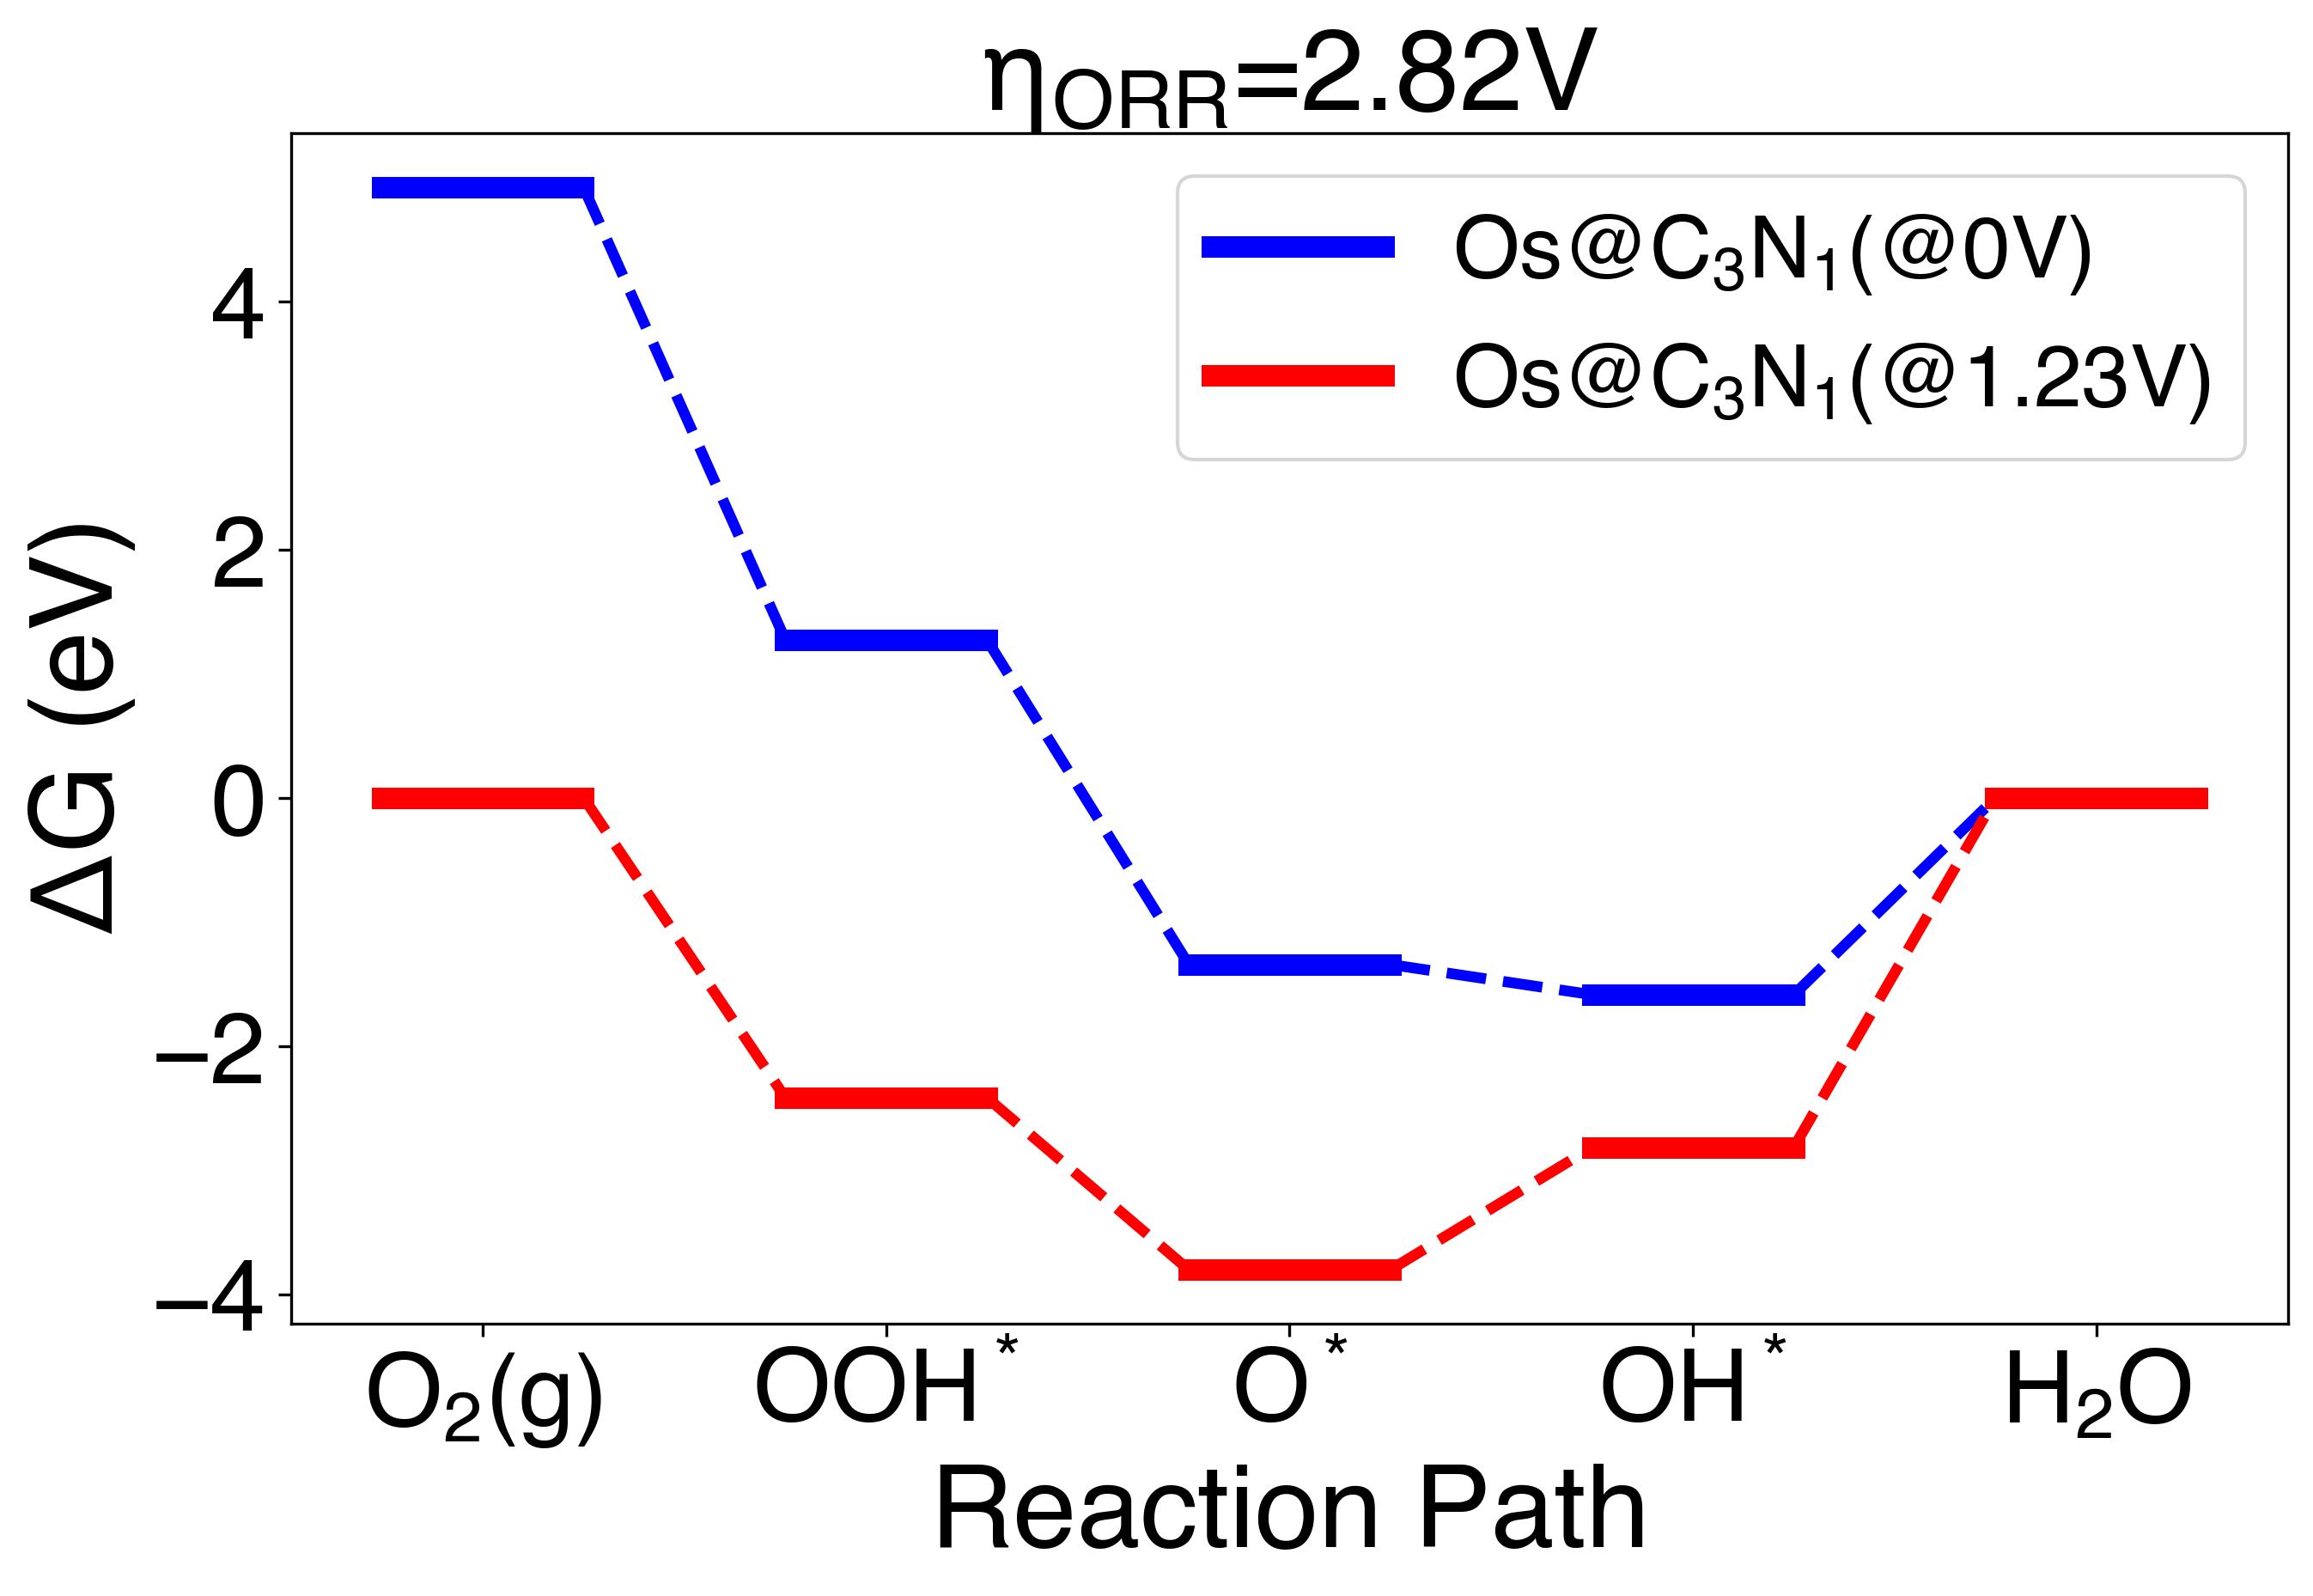 η_ORR=2.82V
Os@C₃N₁(@0V)
Os@C₃N₁(@1.23V)
ΔG (eV)
4
2
0
−2
−4
O₂(g) OOH* O* OH* H₂O
Reaction Path